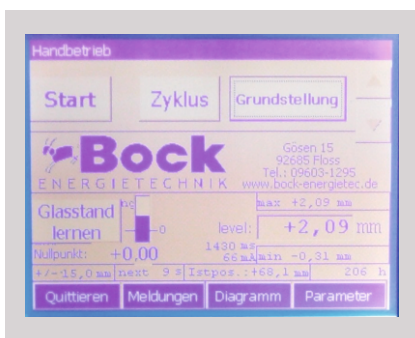 Handbetrieb
Start Zyklus Grundstellung
Bock
ENERGIETECHNIK
Gösen 15
92685 Floss
Tel.: 09603-1295
www.bock-energietec.de
Glasstand
lernen
0
max +2,09 mm
level: +2,09 mm
Nullpunkt: +0,00
1430 ms
66 mA min -0,31 mm
+/-15,0 mm next 9 s Istpos.:+68,1 mm 206 h
Quittieren Meldungen Diagramm Parameter